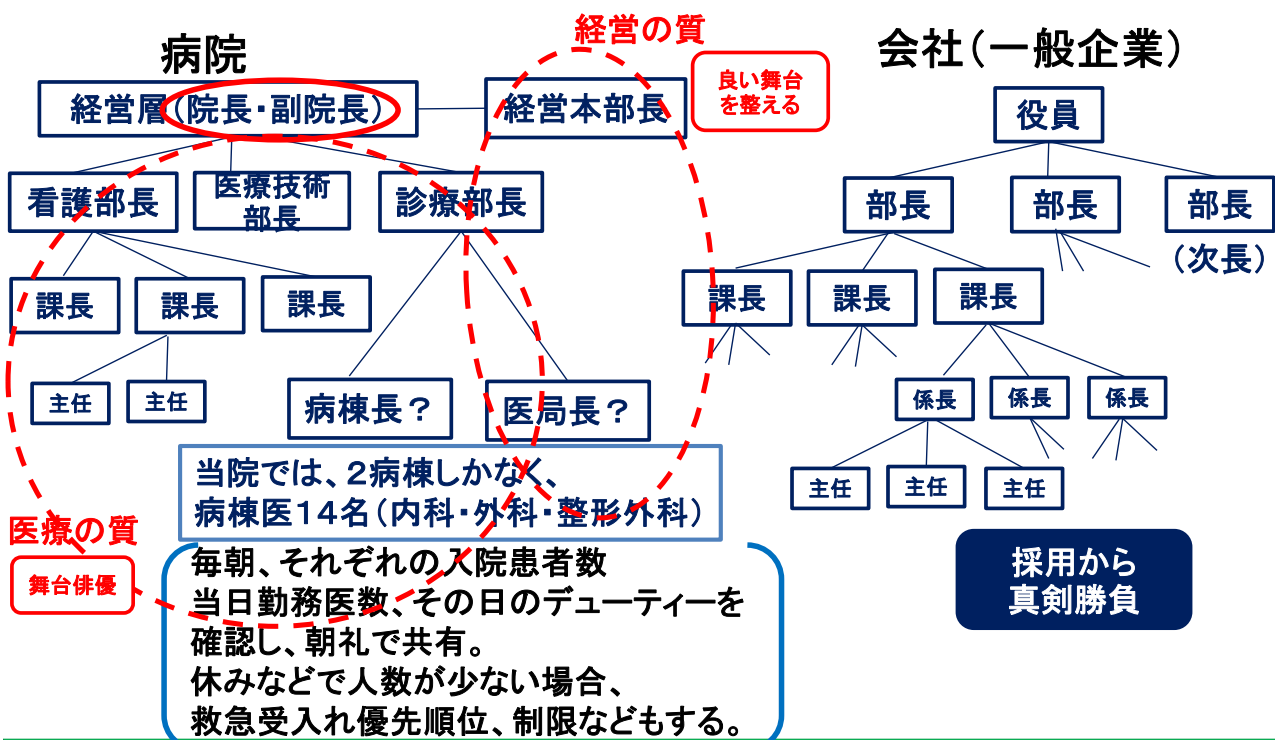 病院
経営の質
会社(一般企業)
経営層(院長・副院長)
経営本部長
良い舞台
を整える
役員
看護部長
医療技術
部長
診療部長
部長
部長
部長
(次長)
課長
課長
課長
課長
課長
課長
主任
主任
病棟長?
医局長?
係長
係長
係長
主任
主任
主任
当院では、2病棟しかなく、
病棟医14名(内科・外科・整形外科)
医療の質
舞台俳優
毎朝、それぞれの入院患者数
当日勤務医数、その日のデューティーを
確認し、朝礼で共有。
休みなどで人数が少ない場合、
救急受入れ優先順位、制限などもする。
採用から
真剣勝負